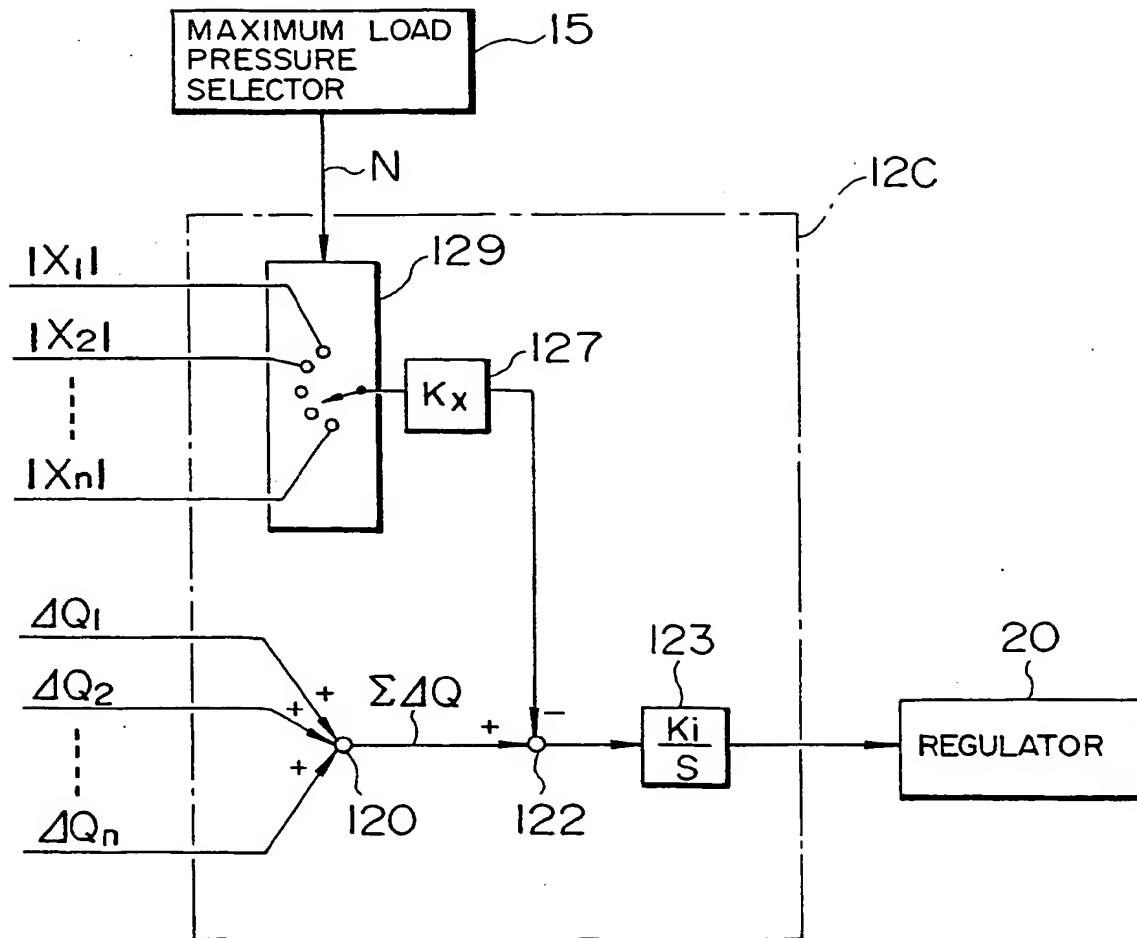 MAXIMUM LOAD
PRESSURE
SELECTOR
15
N
12C
|X1|
129
|X2|
127
Kx
|Xn|
ΔQ1
123
20
ΔQ2
+
+
ΣΔQ
+
−
Ki
S
REGULATOR
+
120
122
ΔQn